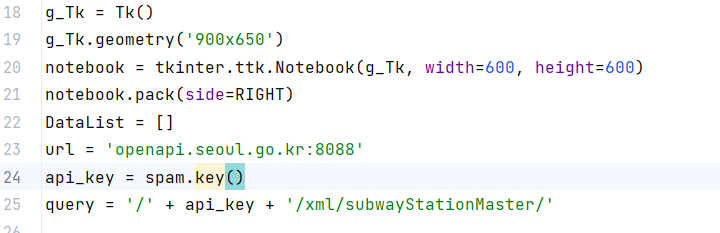 18 g_Tk = Tk()
19 g_Tk.geometry('900x650')
20 notebook = tkinter.ttk.Notebook(g_Tk, width=600, height=600)
21 notebook.pack(side=RIGHT)
22 DataList = []
23 url = 'openapi.seoul.go.kr:8088'
24 api_key = spam.key()
25 query = '/' + api_key + '/xml/subwayStationMaster/'
26